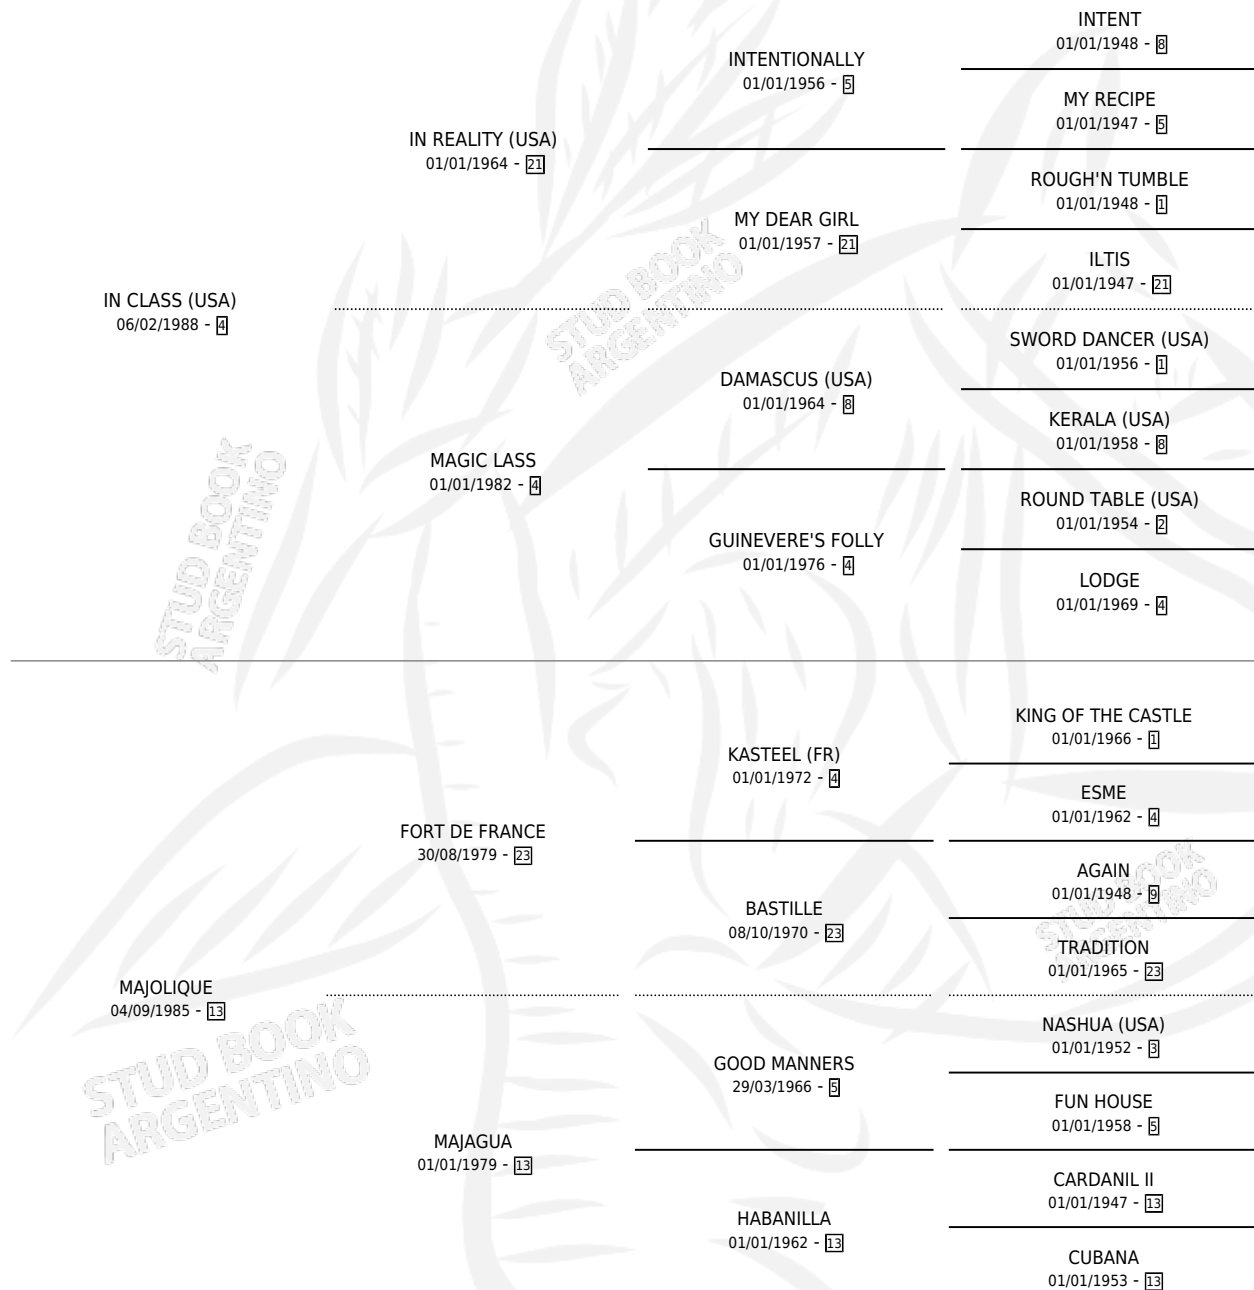 INTENT
01/01/1948 - 8
INTENTIONALLY
01/01/1956 - 5
MY RECIPE
01/01/1947 - 5
IN REALITY (USA)
01/01/1964 - 21
ROUGH'N TUMBLE
01/01/1948 - 1
MY DEAR GIRL
01/01/1957 - 21
ILTIS
01/01/1947 - 21
IN CLASS (USA)
06/02/1988 - 4
SWORD DANCER (USA)
01/01/1956 - 1
DAMASCUS (USA)
01/01/1964 - 8
KERALA (USA)
01/01/1958 - 8
MAGIC LASS
01/01/1982 - 4
ROUND TABLE (USA)
01/01/1954 - 2
GUINEVERE'S FOLLY
01/01/1976 - 4
LODGE
01/01/1969 - 4
KING OF THE CASTLE
01/01/1966 - 1
KASTEEL (FR)
01/01/1972 - 4
ESME
01/01/1962 - 4
FORT DE FRANCE
30/08/1979 - 23
AGAIN
01/01/1948 - 9
BASTILLE
08/10/1970 - 23
TRADITION
01/01/1965 - 23
MAJOLIQUE
04/09/1985 - 13
NASHUA (USA)
01/01/1952 - 3
GOOD MANNERS
29/03/1966 - 5
FUN HOUSE
01/01/1958 - 5
MAJAGUA
01/01/1979 - 13
CARDANIL II
01/01/1947 - 13
HABANILLA
01/01/1962 - 13
CUBANA
01/01/1953 - 13
STUD BOOK
ARGENTINO
STUD BOOK
ARGENTINO
STUD BOOK
ARGENTINO
STUD BOOK
ARGENTINO